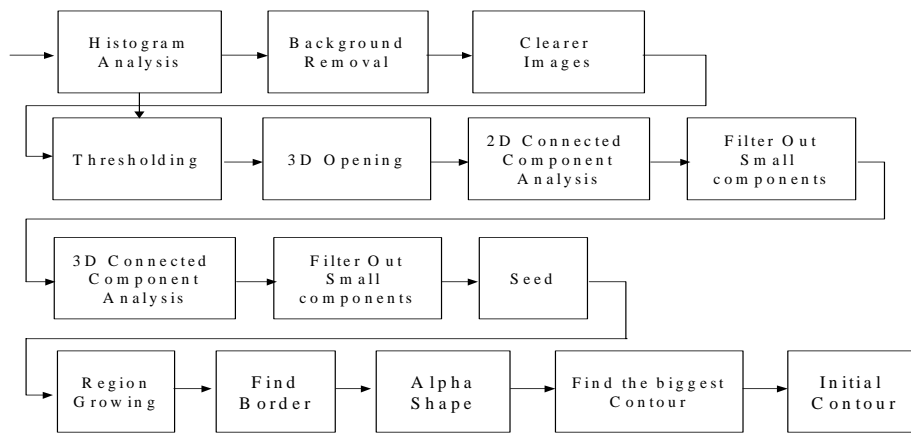 Histogram
Analysis
Background
Removal
Clearer
Images
Thresholding
3D Opening
2D Connected
Component
Analysis
Filter Out
Small
components
3D Connected
Component
Analysis
Filter Out
Small
components
Seed
Region
Growing
Find
Border
Alpha
Shape
Find the biggest
Contour
Initial
Contour